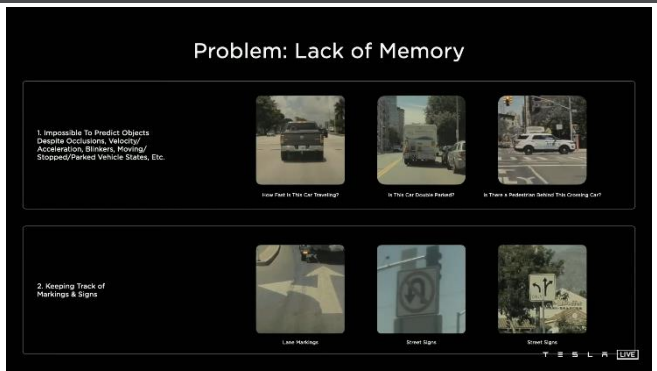 Problem: Lack of Memory
1. Impossible To Predict Objects
Despite Occlusions, Velocity/
Acceleration, Blinkers, Moving/
Stopped/Parked Vehicle States, Etc.
How Fast Is This Car Traveling?
Is This Car Double Parked?
Is There a Pedestrian Behind This Crossing Car?
2. Keeping Track of
Markings & Signs
Lane Markings
Street Signs
Street Signs
TESLA LIVE